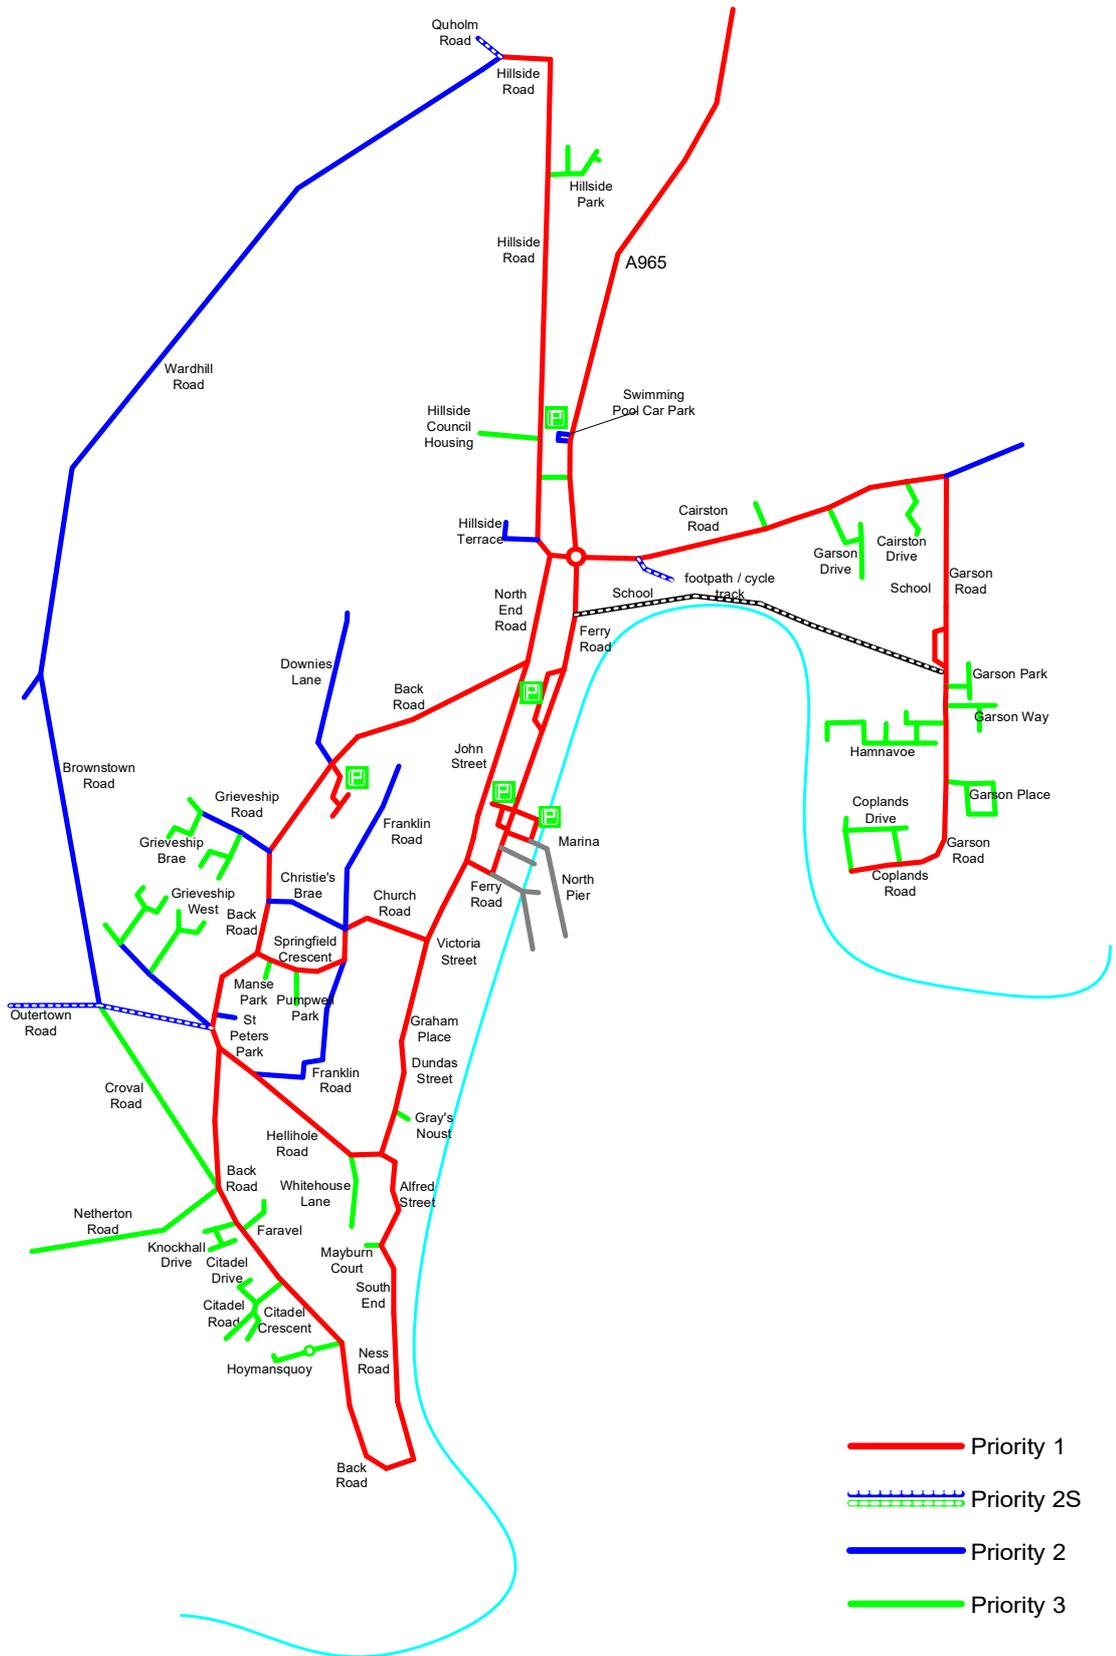 Quholm
Road
Hillside
Road
Hillside
Park
Hillside
Road
A965
Wardhill
Road
Swimming
Pool Car Park
Hillside
Council
Housing
P
Hillside
Terrace
Cairston
Road
Garson
Drive
Cairston
Drive
School
Garson
Road
footpath / cycle
track
School
North
End
Road
Ferry
Road
Downies
Lane
Back
Road
P
Garson Park
Garson Way
Hamnavoe
Garson Place
Coplands
Drive
Garson
Road
Coplands
Road
John
Street
P
P
P
Marina
North
Pier
Ferry
Road
Brownstown
Road
Grieveship
Road
Grieveship
Brae
Franklin
Road
Christie's
Brae
Church
Road
Grieveship
West
Back
Road
Springfield
Crescent
Victoria
Street
Manse
Park
Pumpwell
Park
St
Peters
Park
Outertown
Road
Graham
Place
Dundas
Street
Franklin
Road
Croval
Road
Gray's
Noust
Hellihole
Road
Back
Road
Whitehouse
Lane
Alfred
Street
Netherton
Road
Faravel
Knockhall
Drive
Citadel
Drive
Mayburn
Court
South
End
Citadel
Road
Citadel
Crescent
Hoymansquoy
Ness
Road
Back
Road
Priority 1
Priority 2S
Priority 2
Priority 3